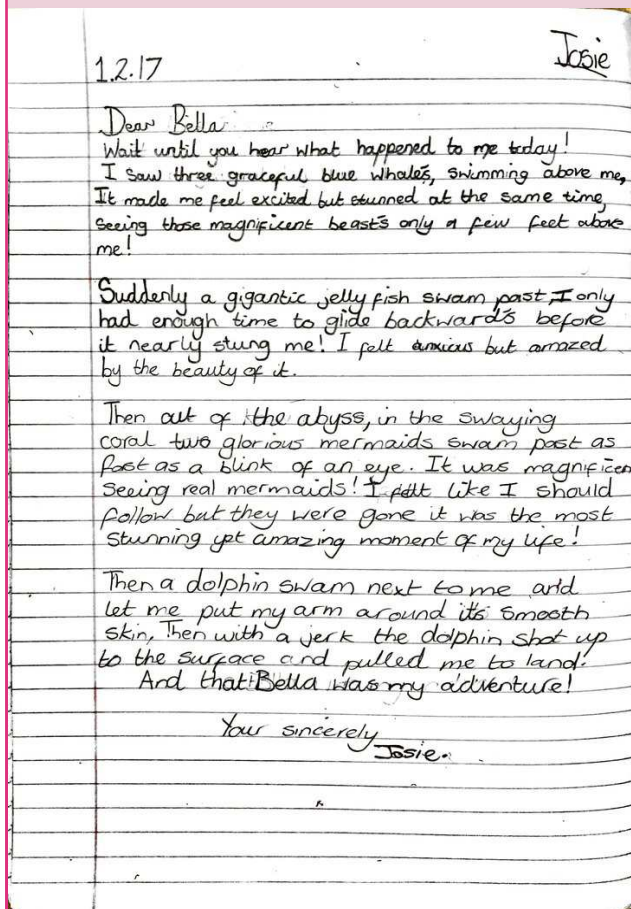 Josie
1.2.17
Dear Bella
Wait until you hear what happened to me today!
I saw three graceful blue whales, swimming above me,
It made me feel excited but stunned at the same time,
seeing those magnificent beasts only a few feet above
me!
Suddenly a gigantic jelly fish swam past, I only
had enough time to glide backwards before
it nearly stung me! I felt anxious but amazed
by the beauty of it.
Then out of the abyss, in the swaying
coral two glorious mermaids swam past as
fast as a blink of an eye. It was magnificen
seeing real mermaids! I felt like I should
follow but they were gone it was the most
stunning yet amazing moment of my life!
Then a dolphin swam next to me and
let me put my arm around it's smooth
skin, Then with a jerk the dolphin shot up
to the surface and pulled me to land!
And that Bella was my adventure!
Your sincerely
Josie.